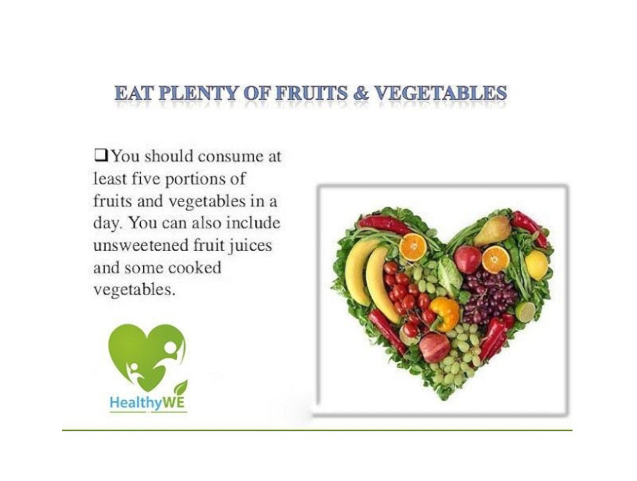 EAT PLENTY OF FRUITS & VEGETABLES
❑You should consume at
least five portions of
fruits and vegetables in a
day. You can also include
unsweetened fruit juices
and some cooked
vegetables.
HealthyWE